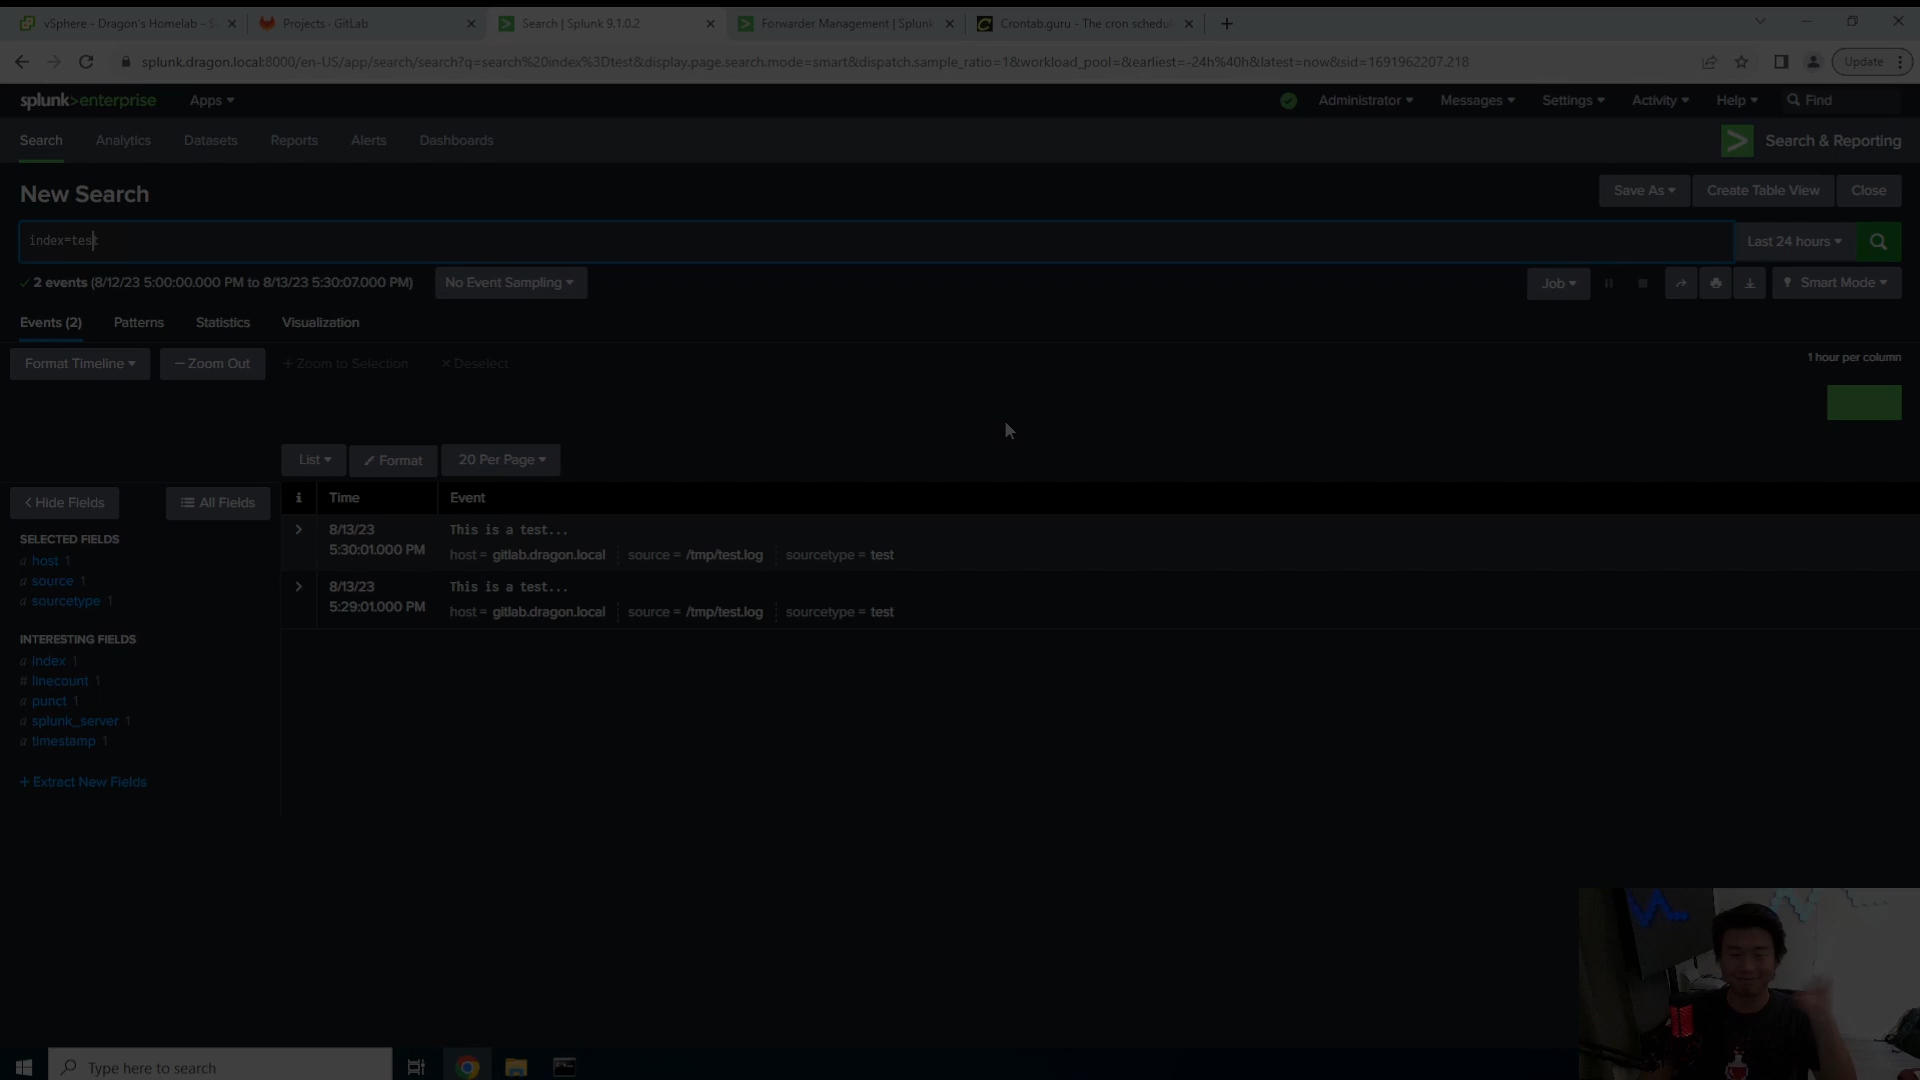 vSphere - Dragon's Homelab - S
Projects · GitLab
Search | Splunk 9.1.0.2
Forwarder Management | Splunk
Crontab.guru - The cron schedul
splunk.dragon.local:8000/en-US/app/search/search?q=search%20index%3Dtest&display.page.search.mode=smart&dispatch.sample_ratio=1&workload_pool=&earliest=-24h%40h&latest=now&sid=1691962207.218
Update
splunk>enterprise
Apps
Administrator
Messages
Settings
Activity
Help
Find
Search
Analytics
Datasets
Reports
Alerts
Dashboards
Search & Reporting
New Search
Save As
Create Table View
Close
index=test
Last 24 hours
2 events (8/12/23 5:00:00.000 PM to 8/13/23 5:30:07.000 PM)
No Event Sampling
Job
Smart Mode
Events (2)
Patterns
Statistics
Visualization
Format Timeline
– Zoom Out
+ Zoom to Selection
× Deselect
1 hour per column
List
Format
20 Per Page
< Hide Fields
All Fields
i
Time
Event
SELECTED FIELDS
a host 1
a source 1
a sourcetype 1
INTERESTING FIELDS
a index 1
# linecount 1
a punct 1
a splunk_server 1
a timestamp 1
+ Extract New Fields
> 8/13/23
5:30:01.000 PM
This is a test...
host = gitlab.dragon.local
source = /tmp/test.log
sourcetype = test
> 8/13/23
5:29:01.000 PM
This is a test...
host = gitlab.dragon.local
source = /tmp/test.log
sourcetype = test
Type here to search